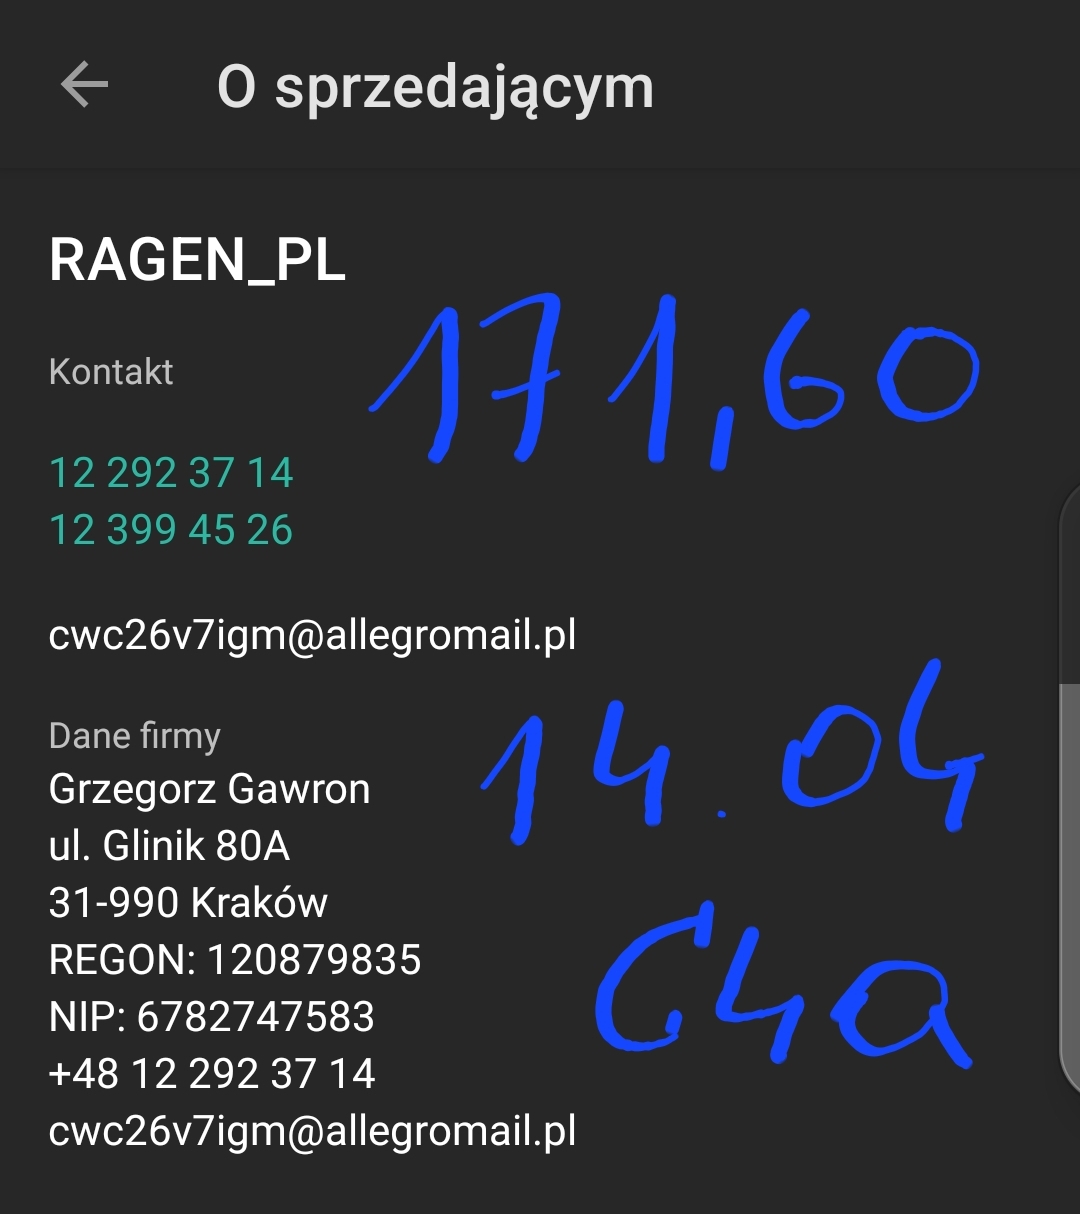 O sprzedającym
RAGEN_PL
171,60
Kontakt
12 292 37 14
12 399 45 26
cwc26v7igm@allegromail.pl
14.04
Dane firmy
Grzegorz Gawron
ul. Glinik 80A
31-990 Kraków
C4a
REGON: 120879835
NIP: 6782747583
+48 12 292 37 14
cwc26v7igm@allegromail.pl